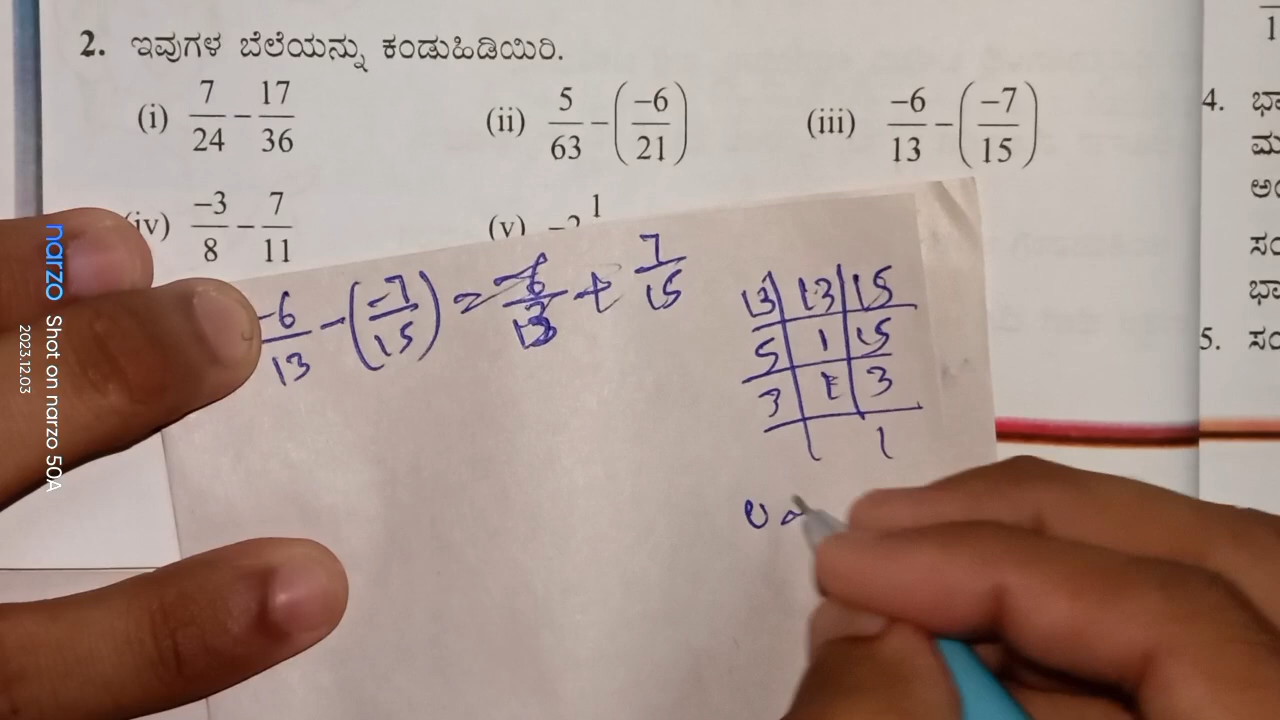 2. ಇವುಗಳ ಬೆಲೆಯನ್ನು ಕಂಡುಹಿಡಿಯಿರಿ.
(i) 7/24 − 17/36 (ii) 5/63 − (−6/21) (iii) −6/13 − (−7/15)
(iv) −3/8 − 7/11 (v) −2 1
−6/13 − (−7/15) = −6/13 + 7/15
13 | 13 | 15
5 | 1 | 15
3 | 1 | 3
1 1
4.
5.
narzo Shot on narzo 50A
2023.12.03